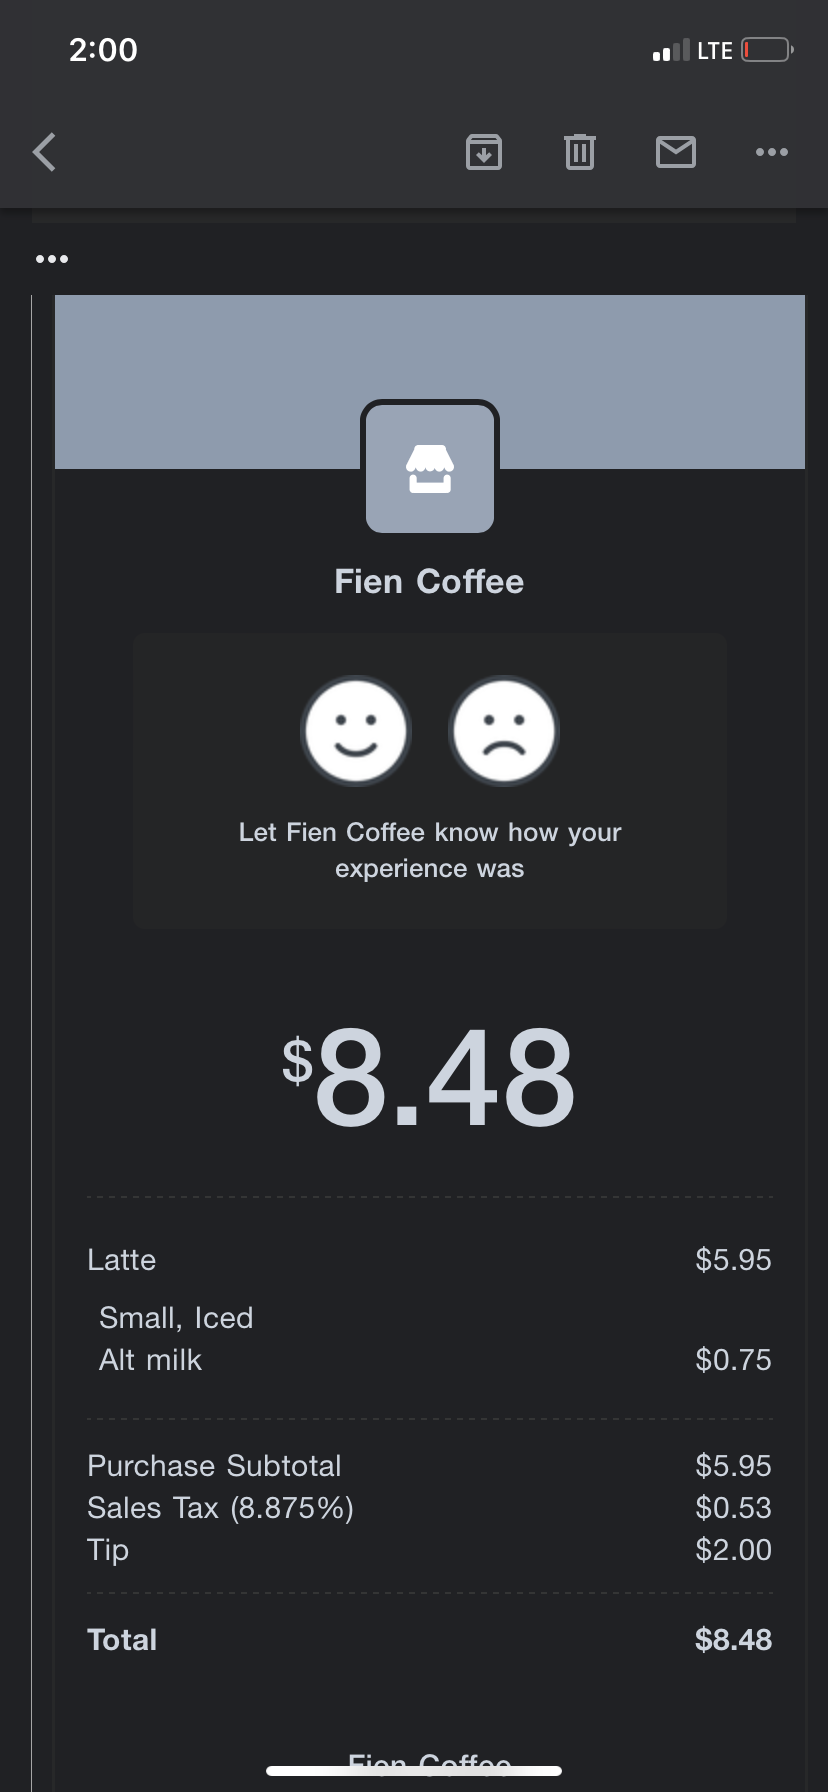 2:00 LTE
Fien Coffee
Let Fien Coffee know how your
experience was
$8.48
Latte $5.95
Small, Iced
Alt milk $0.75
Purchase Subtotal $5.95
Sales Tax (8.875%) $0.53
Tip $2.00
Total $8.48
Fien Coffee